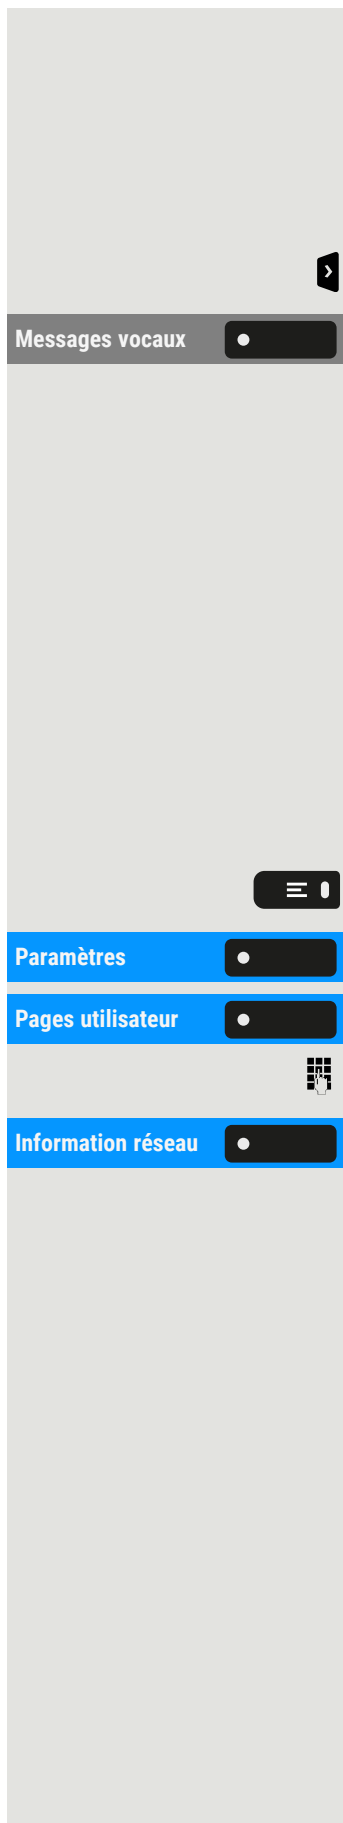 Messages vocaux
Paramètres
Pages utilisateur
Information réseau